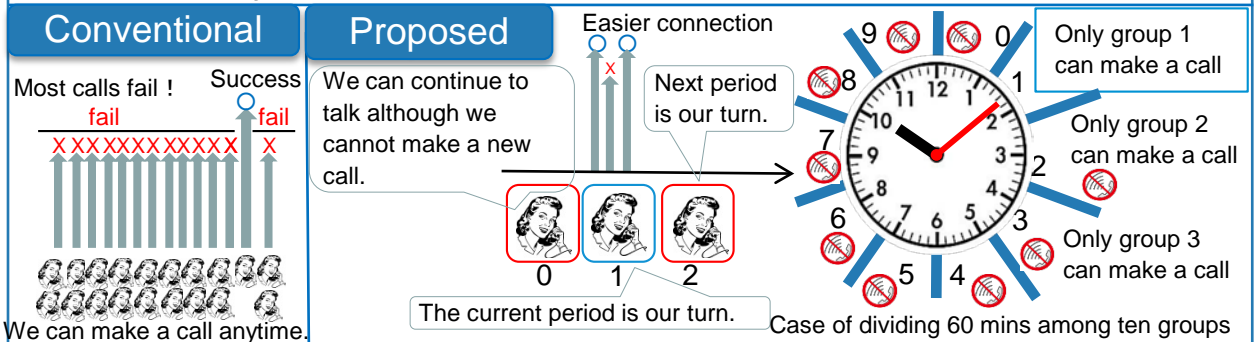 Conventional
Most calls fail !
Success
fail
fail
X XX XXXX XXXX X
X
We can make a call anytime.
Proposed
Easier connection
We can continue to
talk although we
cannot make a new
call.
X
Next period
is our turn.
0
1
2
The current period is our turn.
9
0
8
1
7
2
6
3
5
4
12
1
2
3
4
5
6
7
8
9
10
11
Only group 1
can make a call
Only group 2
can make a call
Only group 3
can make a call
Case of dividing 60 mins among ten groups